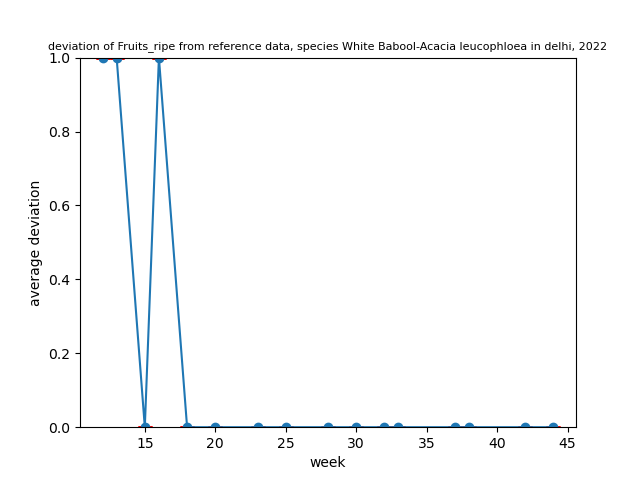 deviation of Fruits_ripe from reference data, species White Babool-Acacia leucophloea in delhi, 2022
1.0
0.8
0.6
0.4
0.2
0.0
average deviation
15 20 25 30 35 40 45
week